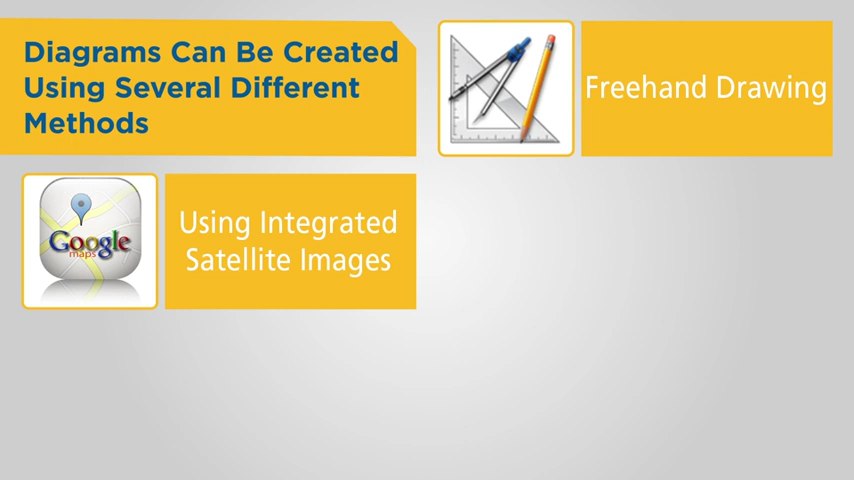 Diagrams Can Be Created
Using Several Different
Methods
Freehand Drawing
Google
maps
Using Integrated
Satellite Images